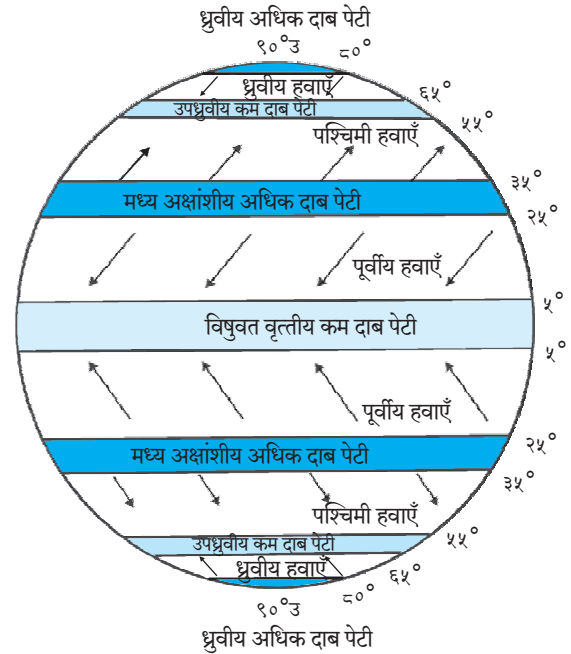 ध्रुवीय अधिक दाब पेटी
९०°उ
८०°
ध्रुवीय हवाएँ
६५°
उपध्रुवीय कम दाब पेटी
५५°
पश्चिमी हवाएँ
३५°
मध्य अक्षांशीय अधिक दाब पेटी
२५°
पूर्वीय हवाएँ
५°
विषुवत वृत्तीय कम दाब पेटी
५°
पूर्वीय हवाएँ
२५°
मध्य अक्षांशीय अधिक दाब पेटी
३५°
पश्चिमी हवाएँ
५५°
उपध्रुवीय कम दाब पेटी
६५°
ध्रुवीय हवाएँ
८०°
९०°उ
ध्रुवीय अधिक दाब पेटी